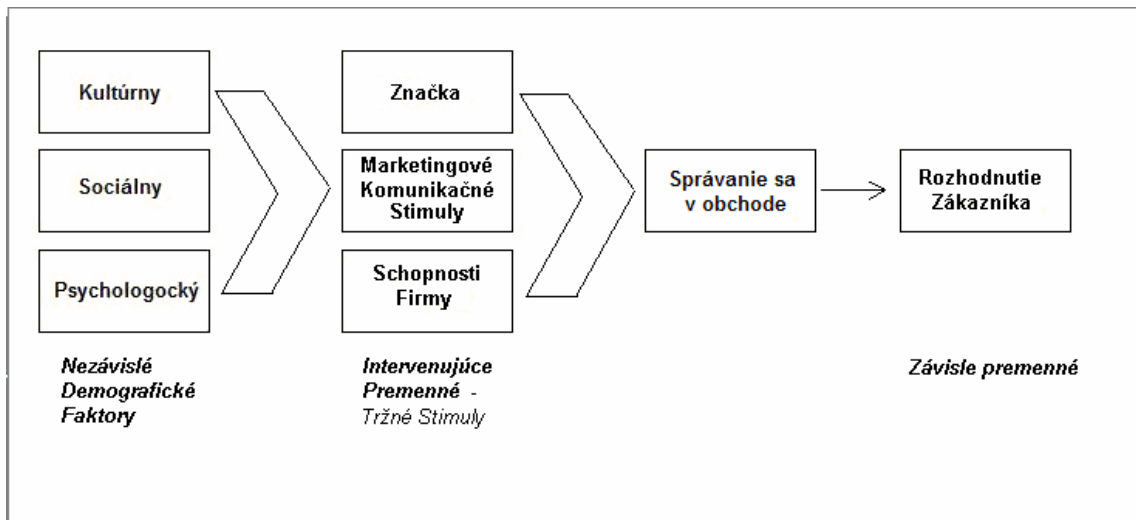 Kultúrny
Sociálny
Psychologocký
Nezávislé
Demografické
Faktory
Značka
Marketingové
Komunikačné
Stimuly
Schopnosti
Firmy
Intervenujúce
Premenné -
Tržné Stimuly
Správanie sa
v obchode
Rozhodnutie
Zákazníka
Závisle premenné